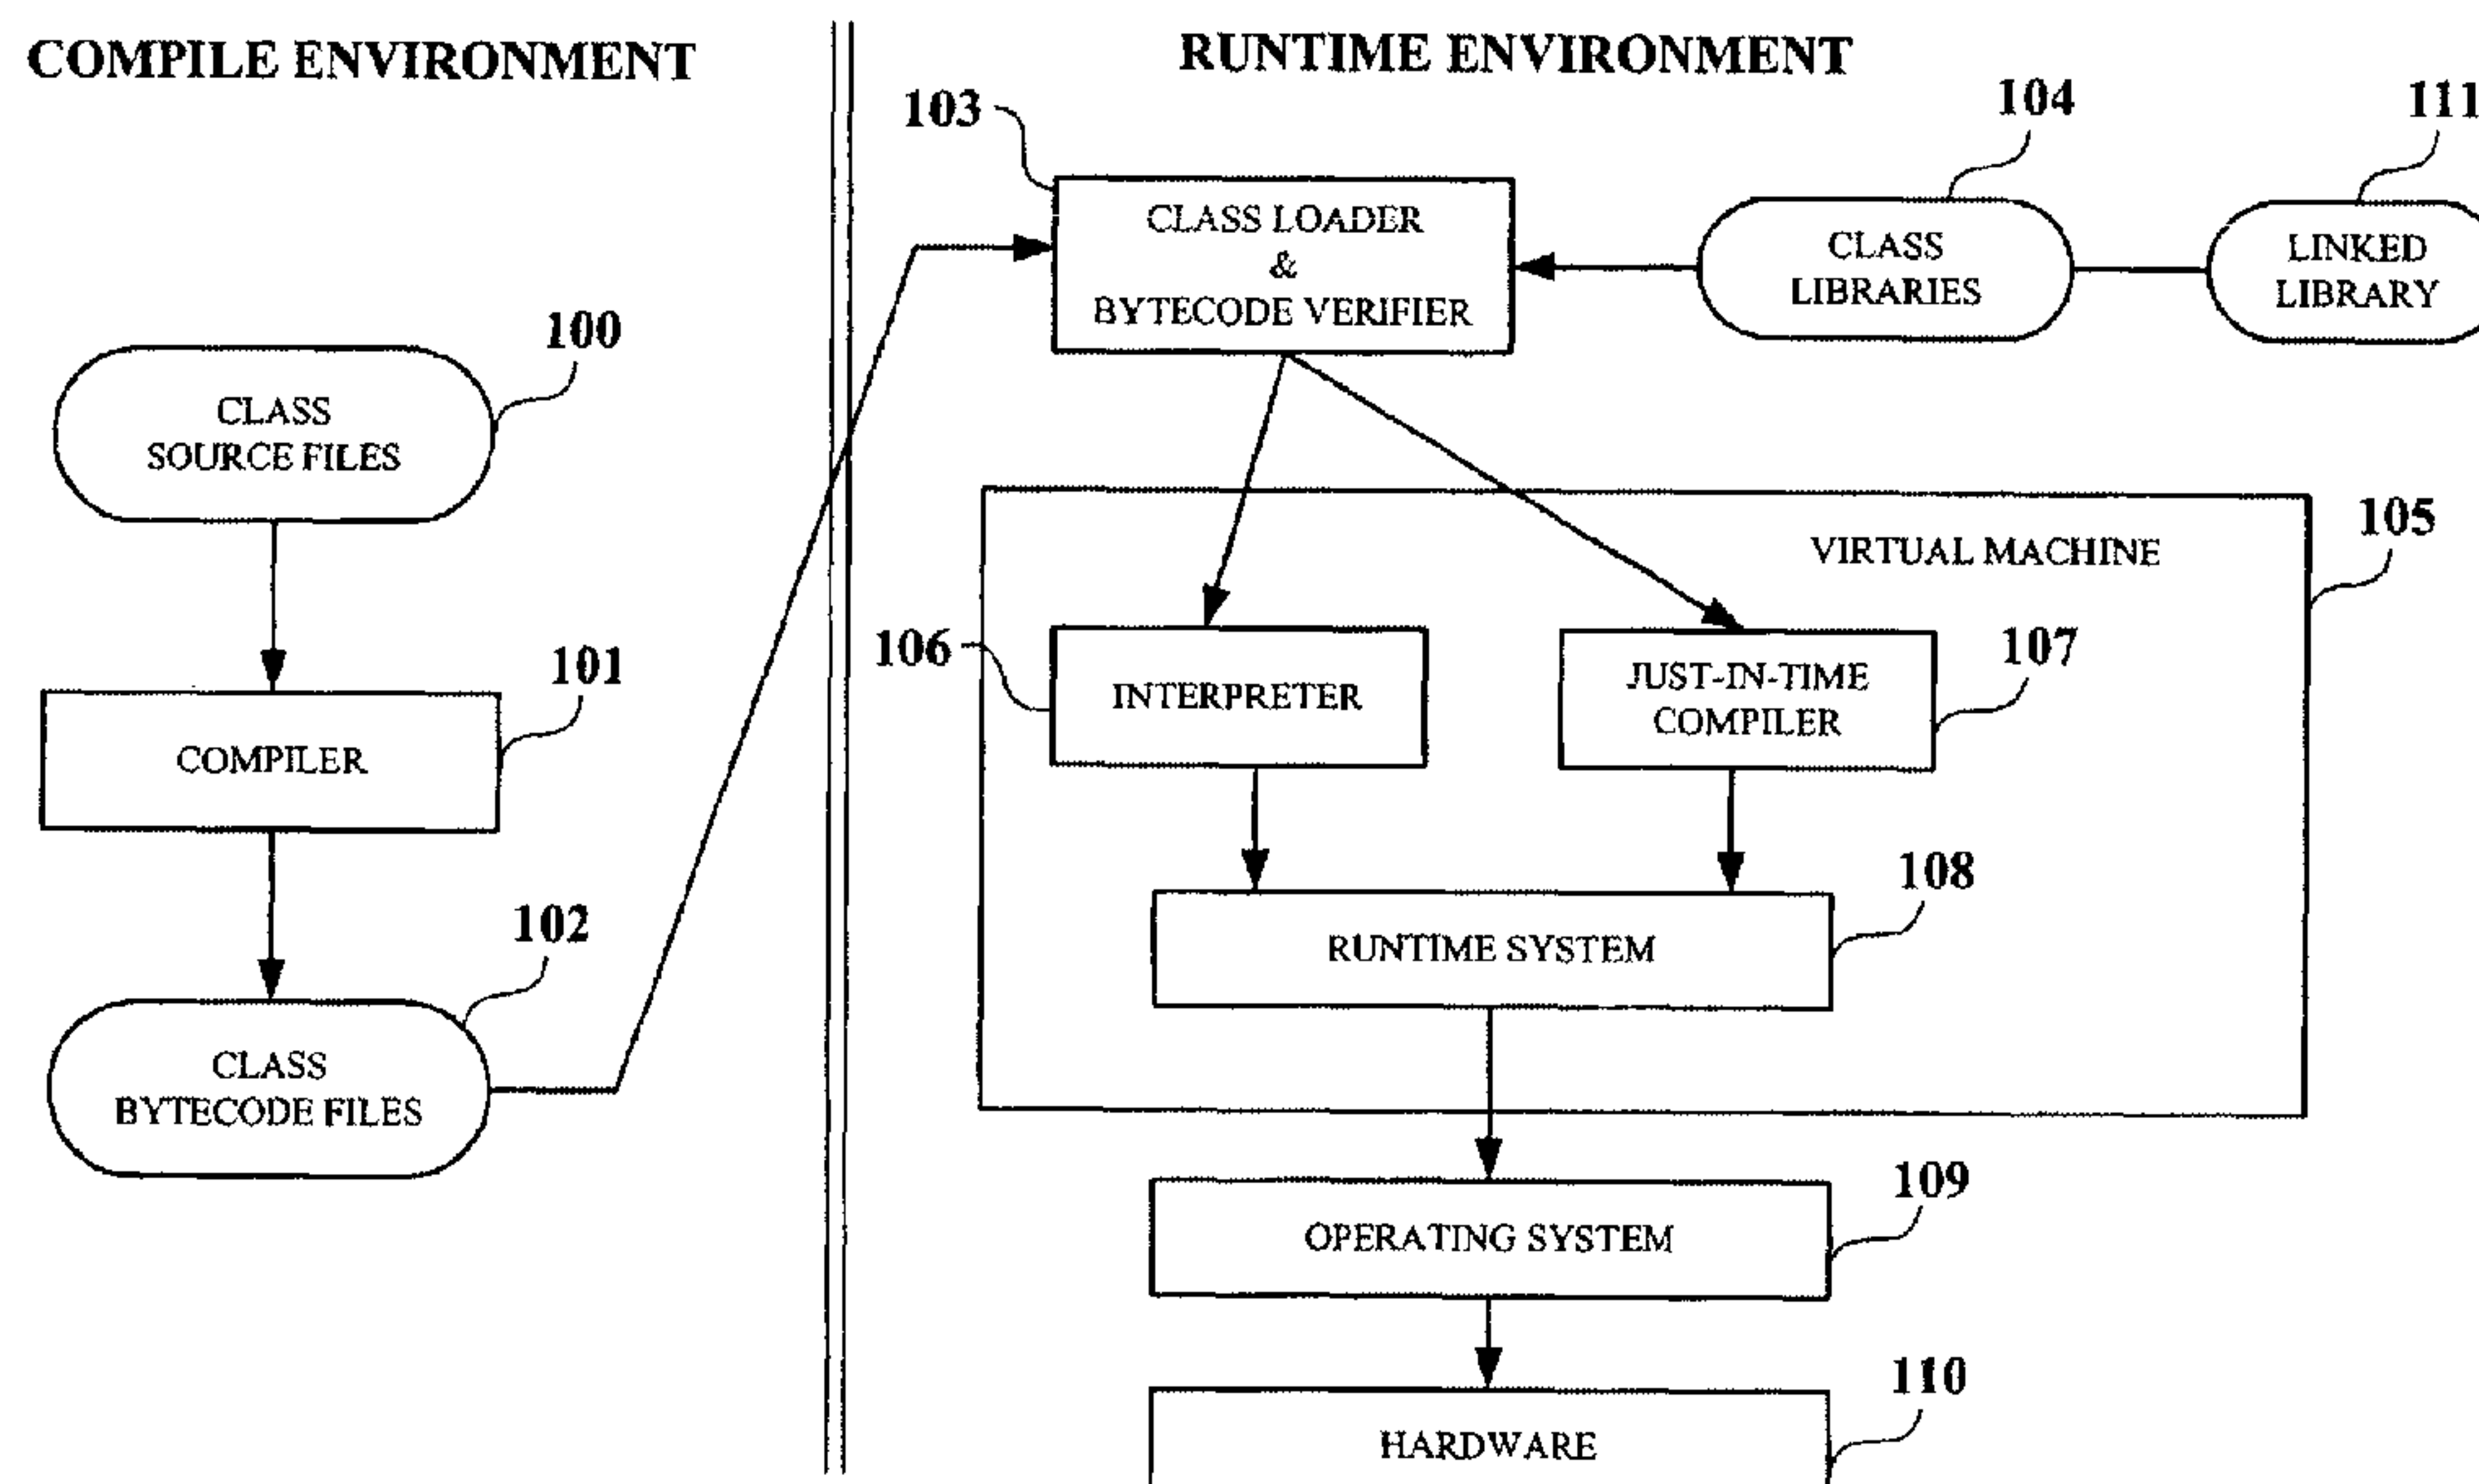 COMPILE ENVIRONMENT
RUNTIME ENVIRONMENT
103
104
111
CLASS LOADER
&
BYTECODE VERIFIER
CLASS
LIBRARIES
LINKED
LIBRARY
100
CLASS
SOURCE FILES
105
VIRTUAL MACHINE
101
COMPILER
106
INTERPRETER
107
JUST-IN-TIME
COMPILER
102
CLASS
BYTECODE FILES
108
RUNTIME SYSTEM
109
OPERATING SYSTEM
110
HARDWARE